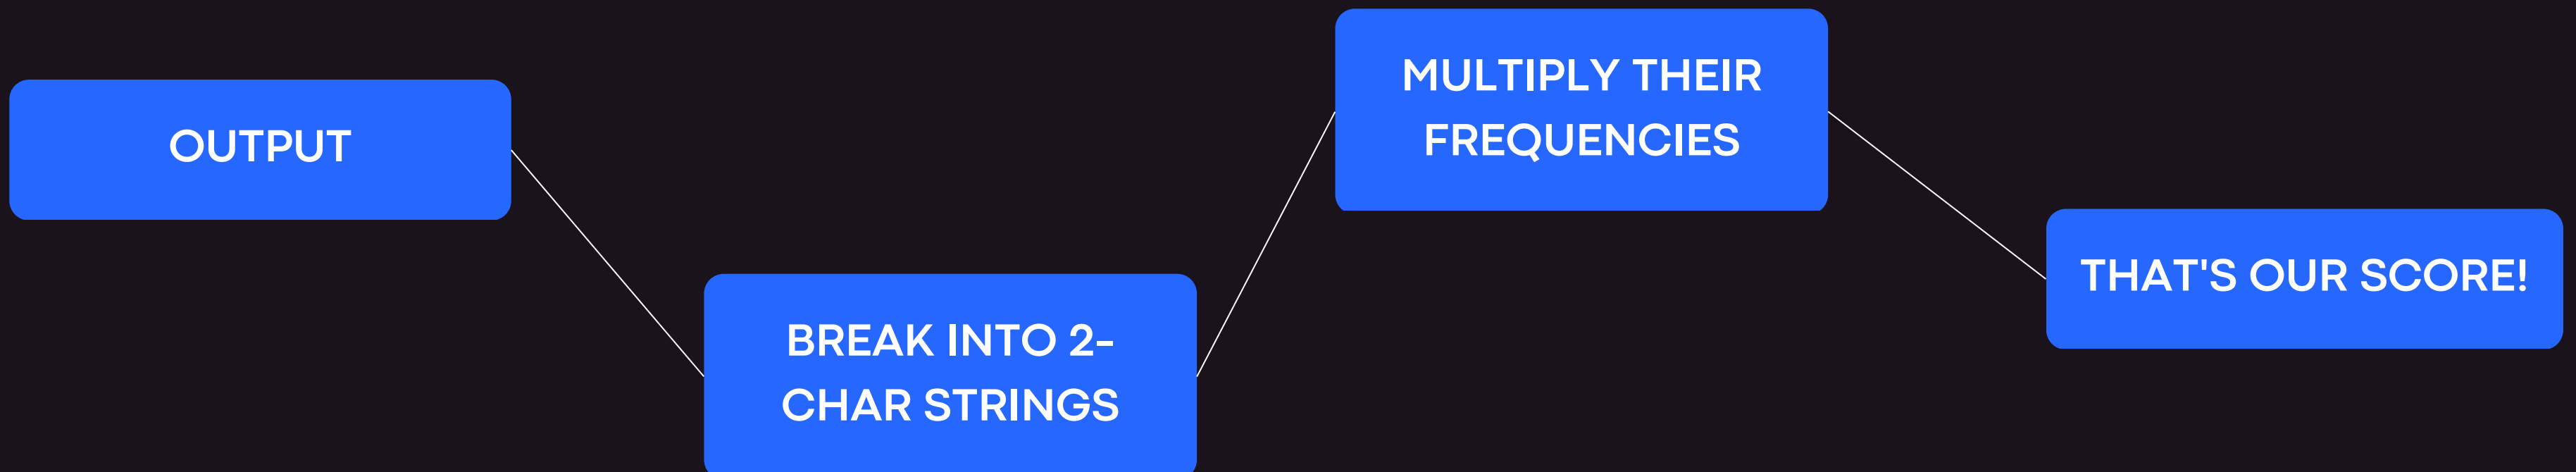 OUTPUT
BREAK INTO 2-
CHAR STRINGS
MULTIPLY THEIR
FREQUENCIES
THAT'S OUR SCORE!